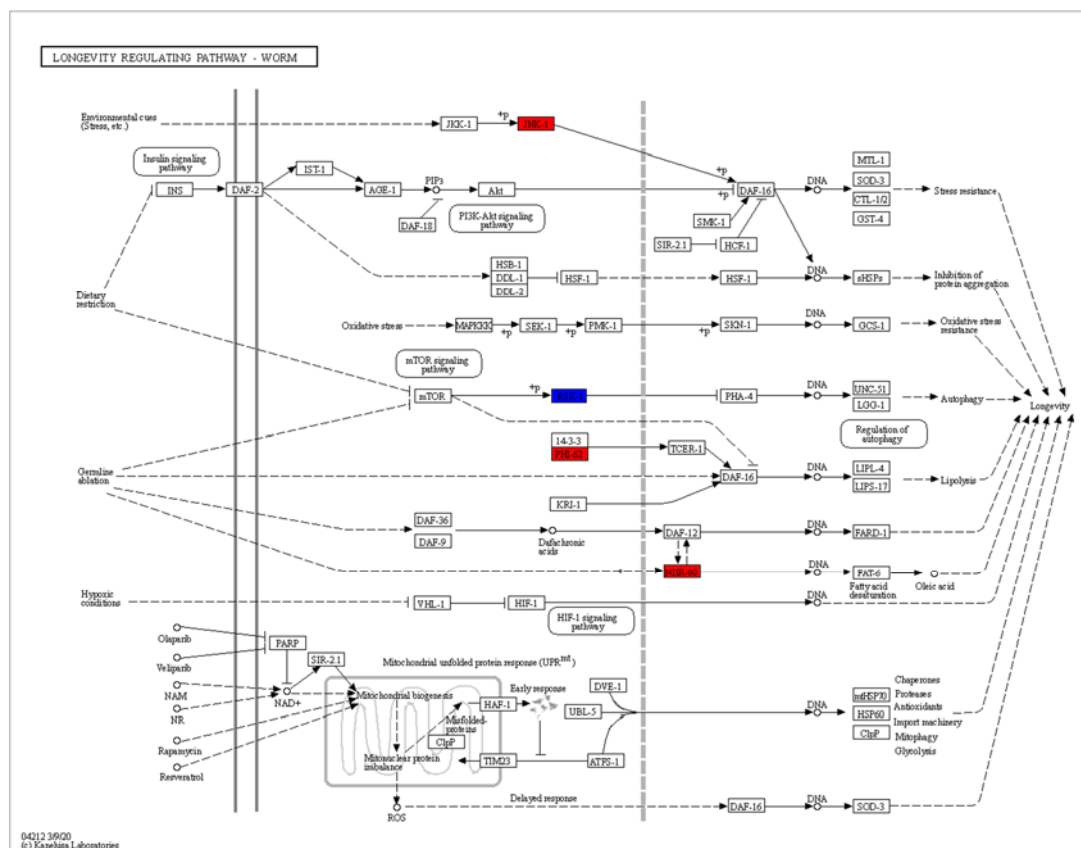 LONGEVITY REGULATING PATHWAY - WORM
Environmental cues
(Stress, etc.)
JKK-1
+p
JNK-1
Insulin signaling
pathway
INS
DAF-2
IST-1
AGE-1
PIP3
Akt
DAF-18
PI3K-Akt signaling
pathway
+p
+p
DAF-16
SMK-1
SIR-2.1
HCF-1
DNA
MTL-1
SOD-3
CTL-1/2
GST-4
Stress resistance
HSB-1
DDL-1
DDL-2
HSF-1
HSF-1
DNA
sHSPs
Inhibition of
protein aggregation
Dietary
restriction
Oxidative stress
MAPKKK
+p
SEK-1
+p
PMK-1
+p
SKN-1
DNA
GCS-1
Oxidative stress
resistance
mTOR signaling
pathway
mTOR
+p
PHA-4
DNA
UNC-51
LGG-1
Autophagy
Longevity
Regulation of
autophagy
14-3-3
PHI-62
TCER-1
Germline
ablation
DAF-16
DNA
LIPL-4
LIPS-17
Lipolysis
KRI-1
DAF-36
DAF-9
Dafachronic
acids
DAF-12
DNA
FARD-1
NHR-80
DNA
FAT-6
Fatty acid
desaturation
Oleic acid
Hypoxic
conditions
VHL-1
HIF-1
HIF-1 signaling
pathway
DNA
Olaparib
Veliparib
NAM
NR
Rapamycin
Resveratrol
PARP
NAD+
SIR-2.1
Mitochondrial unfolded protein response (UPRmt)
Mitochondrial biogenesis
HAF-1
Early response
Misfolded-
proteins
ClpP
Mitonuclear protein
imbalance
TIM23
DVE-1
UBL-5
ATFS-1
DNA
mtHSP70
HSP60
ClpP
Chaperones
Proteases
Antioxidants
Import machinery
Mitophagy
Glycolysis
ROS
Delayed response
DAF-16
DNA
SOD-3
04212 3/9/20
(c) Kanehisa Laboratories